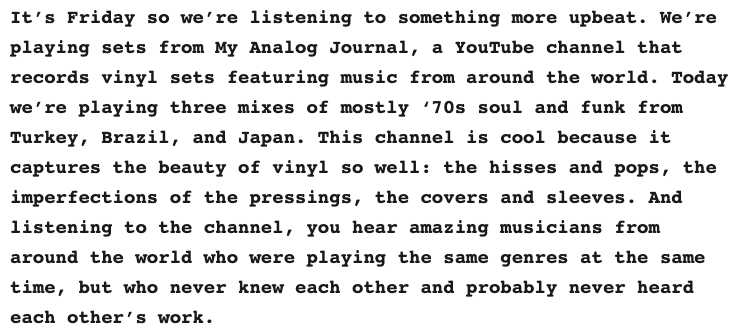 It’s Friday so we’re listening to something more upbeat. We’re
playing sets from My Analog Journal, a YouTube channel that
records vinyl sets featuring music from around the world. Today
we’re playing three mixes of mostly ‘70s soul and funk from
Turkey, Brazil, and Japan. This channel is cool because it
captures the beauty of vinyl so well: the hisses and pops, the
imperfections of the pressings, the covers and sleeves. And
listening to the channel, you hear amazing musicians from
around the world who were playing the same genres at the same
time, but who never knew each other and probably never heard
each other’s work.